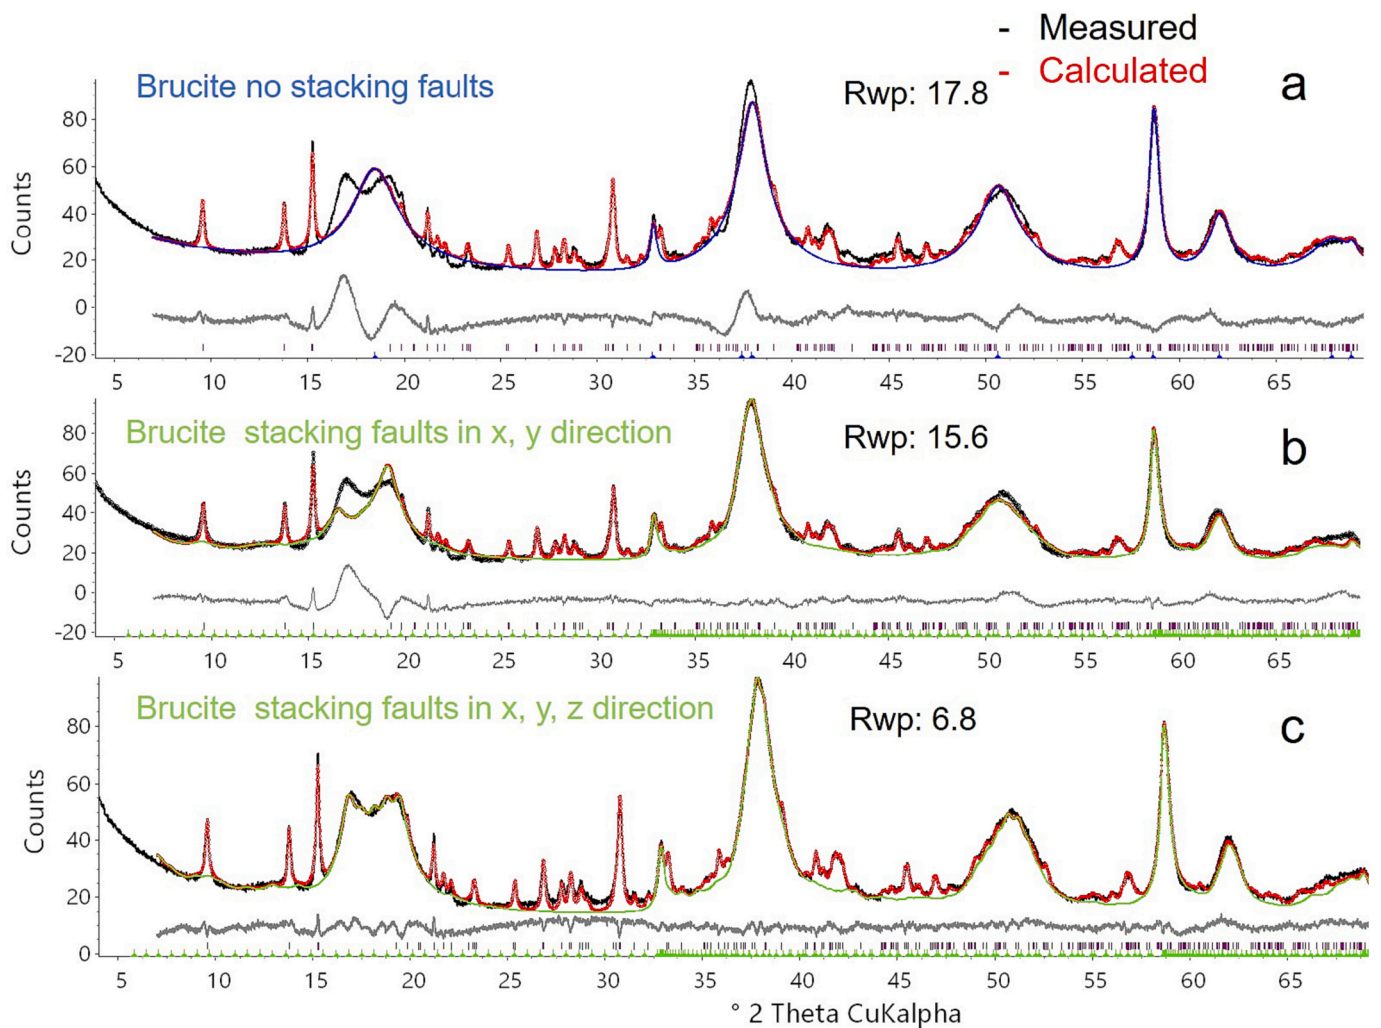 - Measured
- Calculated
Brucite no stacking faults
Rwp: 17.8
a
Counts
80
60
40
20
0
-20
5 10 15 20 25 30 35 40 45 50 55 60 65
Brucite stacking faults in x, y direction
Rwp: 15.6
b
Counts
80
60
40
20
0
-20
5 10 15 20 25 30 35 40 45 50 55 60 65
Brucite stacking faults in x, y, z direction
Rwp: 6.8
c
Counts
80
60
40
20
0
5 10 15 20 25 30 35 40 45 50 55 60 65
° 2 Theta CuKalpha